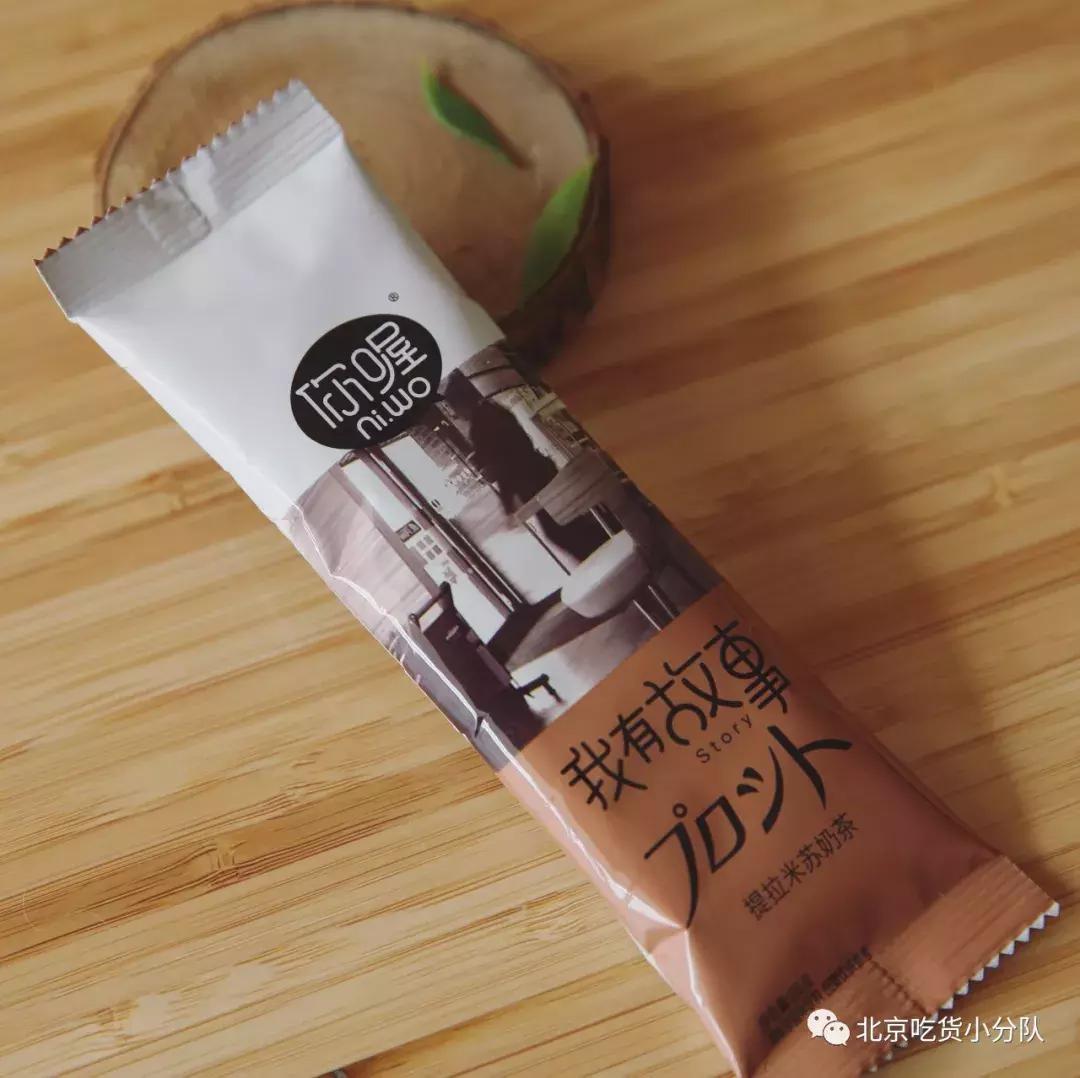 你喔
®
ni.wo
我有故事
Story
プロット
提拉米苏奶茶
北京吃货小分队